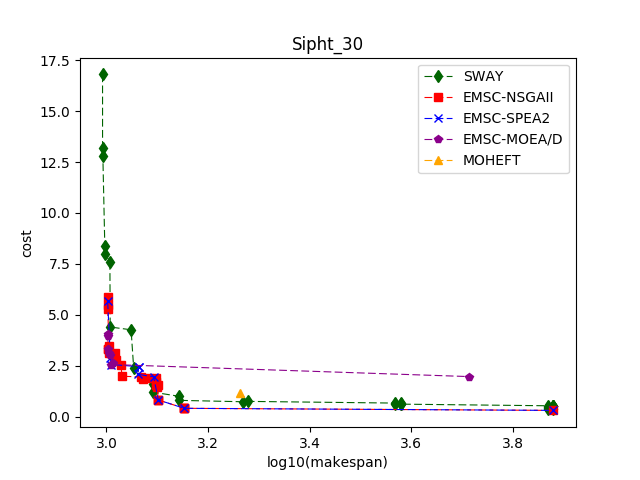 Sipht_30
17.5
15.0
12.5
10.0
7.5
5.0
2.5
0.0
cost
SWAY
EMSC-NSGAII
EMSC-SPEA2
EMSC-MOEA/D
MOHEFT
3.0 3.2 3.4 3.6 3.8
log10(makespan)